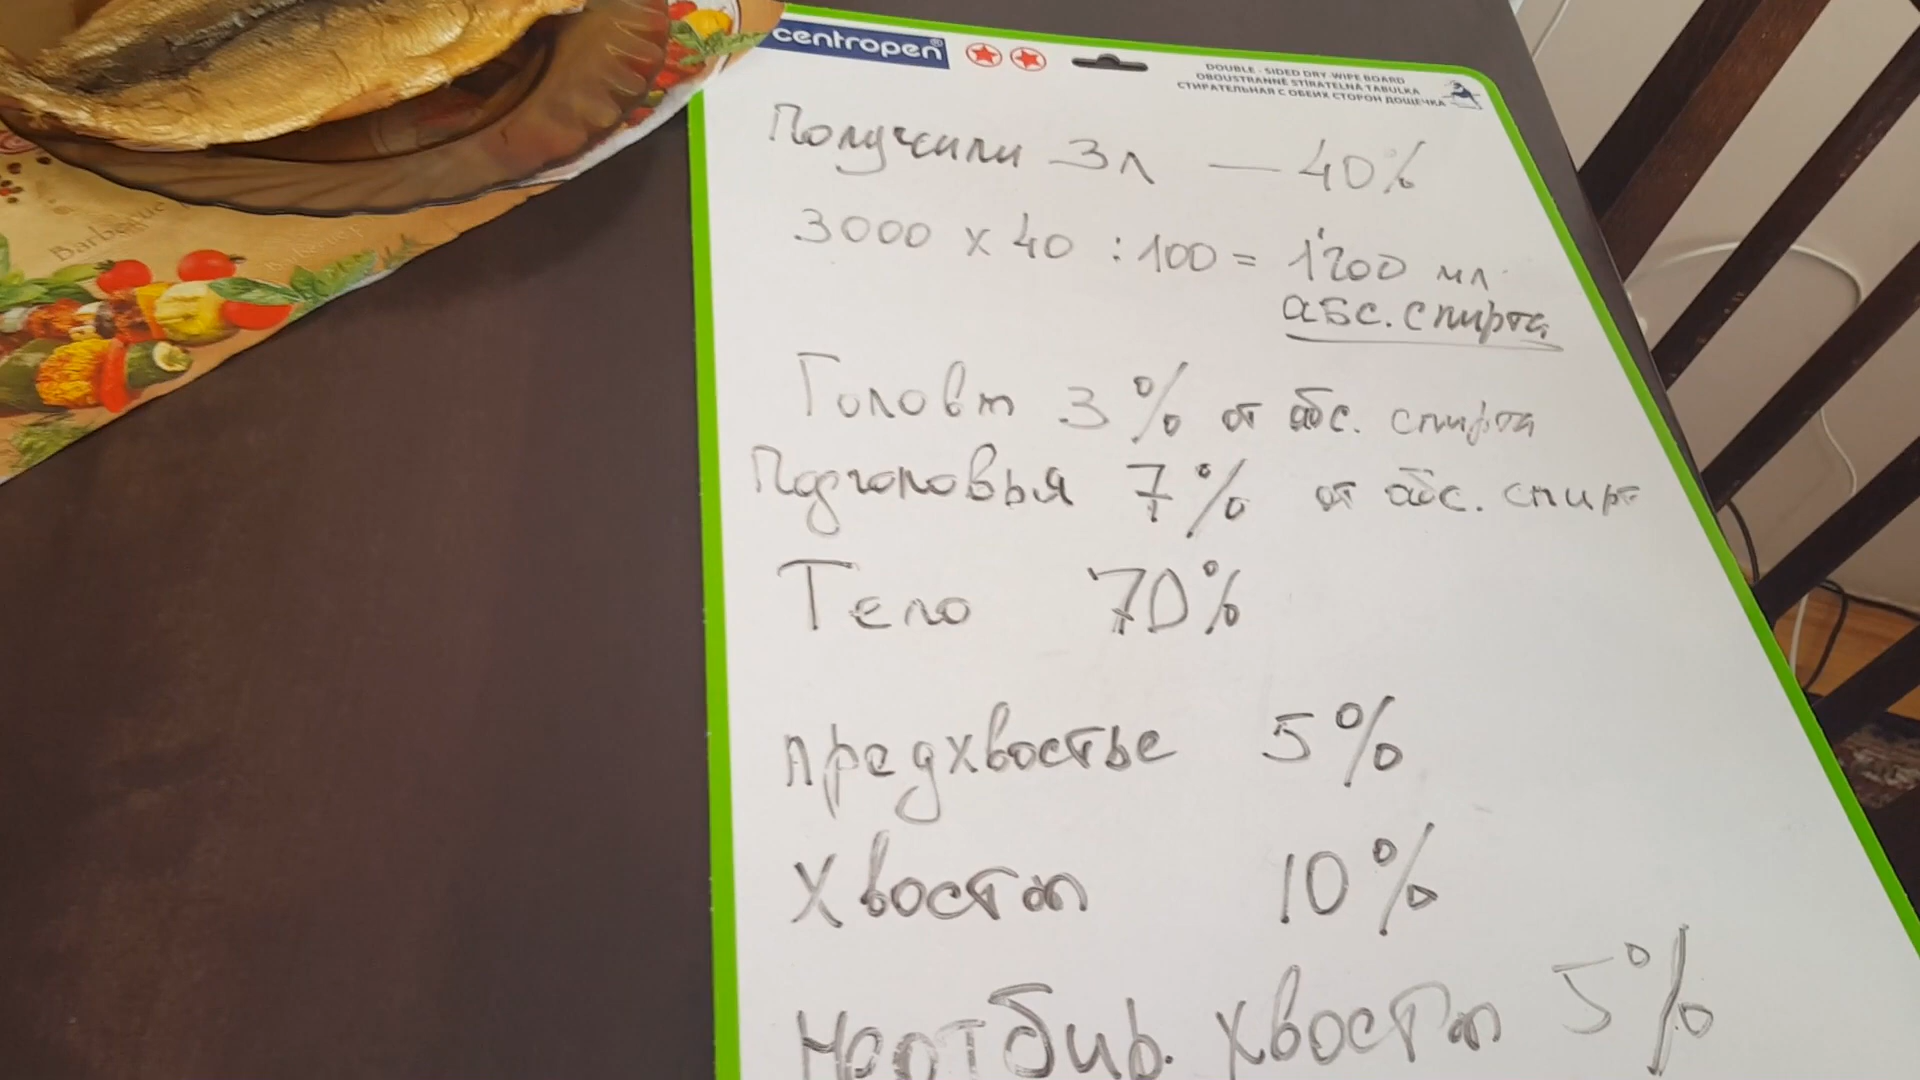 centropen
DOUBLE - SIDED DRY-WIPE BOARD
OBOUSTRANNĚ STÍRATELNÁ TABULKA
СТИРАТЕЛЬНАЯ С ОБЕИХ СТОРОН ДОЩЕЧКА
Barbecue
Получили 3л — 40%
3000 х 40 : 100 = 1200 мл
абс. спирта
Головы 3% от абс. спирта
Подголовья 7% от абс. спирт
Тело 70%
предхвостье 5%
Хвосты 10%
Неотбир. хвосты 5%